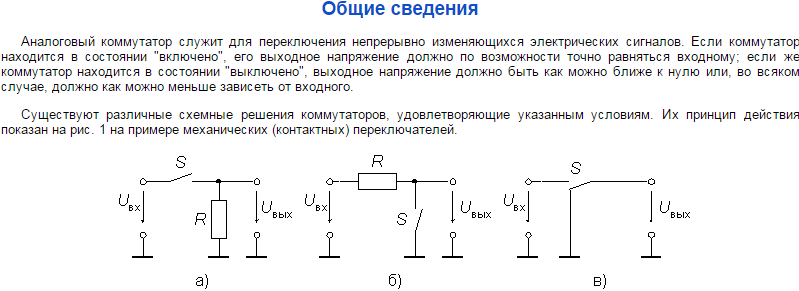 Общие сведения
Аналоговый коммутатор служит для переключения непрерывно изменяющихся электрических сигналов. Если коммутатор
находится в состоянии "включено", его выходное напряжение должно по возможности точно равняться входному; если же
коммутатор находится в состоянии "выключено", выходное напряжение должно быть как можно ближе к нулю или, во всяком
случае, должно как можно меньше зависеть от входного.
Существуют различные схемные решения коммутаторов, удовлетворяющие указанным условиям. Их принцип действия
показан на рис. 1 на примере механических (контактных) переключателей.
S
Uвх
R
Uвых
а)
R
Uвх
S
Uвых
б)
S
Uвх
Uвых
в)